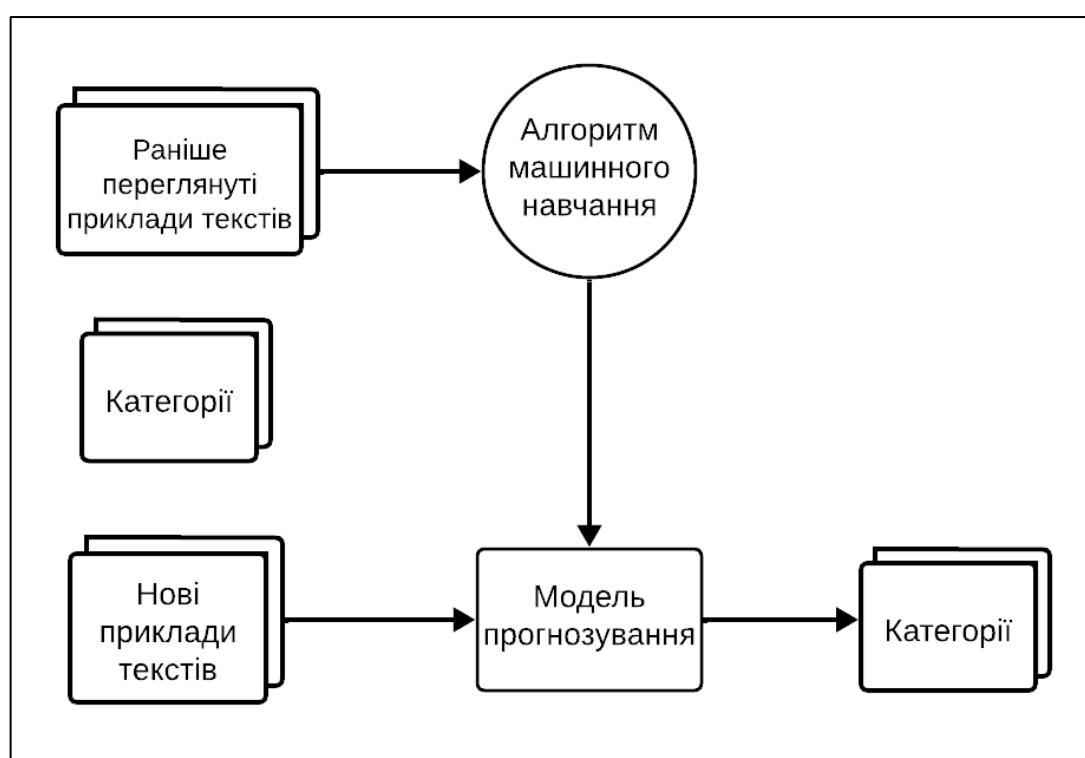 Раніше
переглянуті
приклади текстів
Алгоритм
машинного
навчання
Категорії
Нові
приклади
текстів
Модель
прогнозування
Категорії